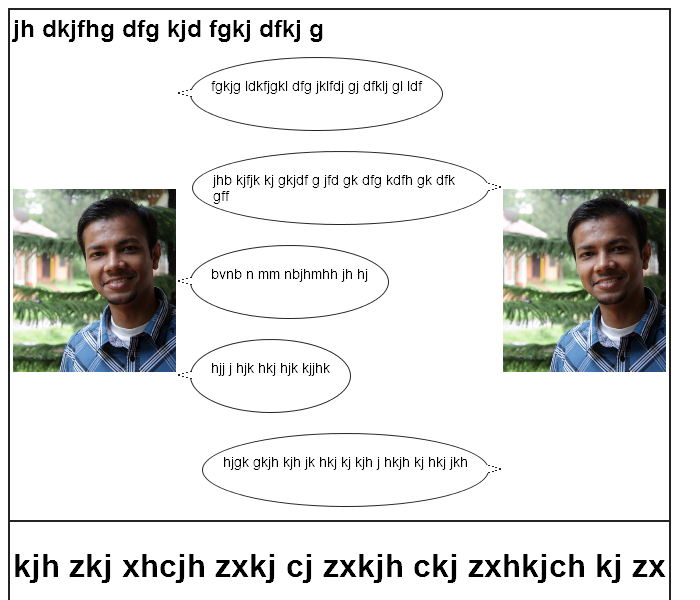 jh dkjfhg dfg kjd fgkj dfkj g
fgkjg ldkfjgkl dfg jklfdj gj dfklj gl ldf
jhb kjfjk kj gkjdf g jfd gk dfg kdfh gk dfk
gff
bvnb n mm nbjhmhh jh hj
hjj j hjk hkj hjk kjjhk
hjgk gkjh kjh jk hkj kj kjh j hkjh kj hkj jkh
kjh zkj xhcjh zxkj cj zxkjh ckj zxhkjch kj zx